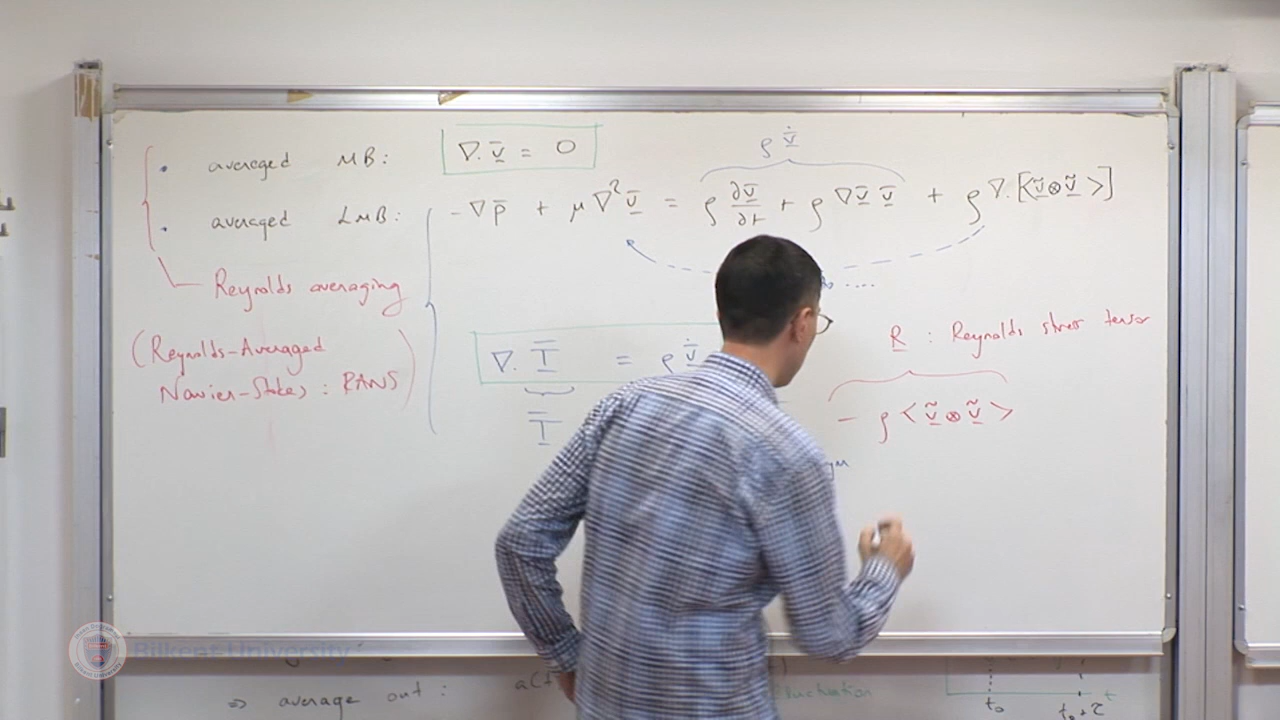 ρ v̲̇
• averaged MB: ∇·v̲̄ = 0
• averaged LMB: -∇p̄ + μ∇²v̲̄ = ρ ∂v̲̄/∂t + ρ∇v̲̄ v̲̄ + ρ∇·[<ṽ̲⊗ṽ̲>]
Reynolds averaging
R̲ : Reynolds stress tensor
(Reynolds-Averaged
Navier-Stokes : RANS)
∇·T̲̄ = ρ v̲̄̇
T̲̄
- ρ <ṽ̲⊗ṽ̲>
Bilkent University
⇒ average out :
fluctuation
t₀
t₀+τ
t